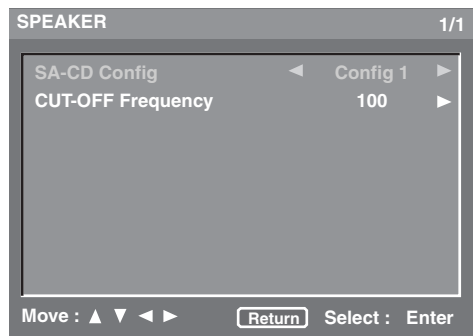 SPEAKER 1/1
SA-CD Config ◄ Config 1 ►
CUT-OFF Frequency 100 ►
Move : ▲ ▼ ◄ ► Return Select : Enter